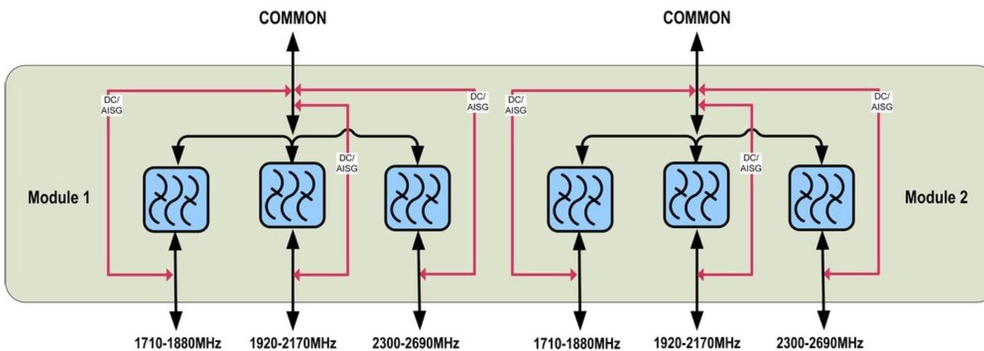 COMMON
COMMON
DC/
AISG
DC/
AISG
DC/
AISG
DC/
AISG
DC/
AISG
DC/
AISG
Module 1
Module 2
1710-1880MHz
1920-2170MHz
2300-2690MHz
1710-1880MHz
1920-2170MHz
2300-2690MHz